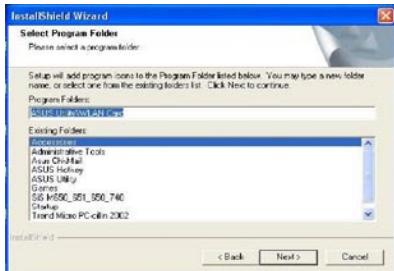 InstallShield Wizard
Select Program Folder
Please select a program folder.
Setup will add program icons to the Program Folder listed below. You may type a new folder
name, or select one from the existing folders list. Click Next to continue.
Program Folders:
ASUS Utility\WLAN Card
Existing Folders:
Accessories
Administrative Tools
Asus ChkMail
ASUS Hotkey
ASUS Utility
Games
SiS M650_651_650_740
Startup
Trend Micro PC-cillin 2002
InstallShield
< Back
Next >
Cancel